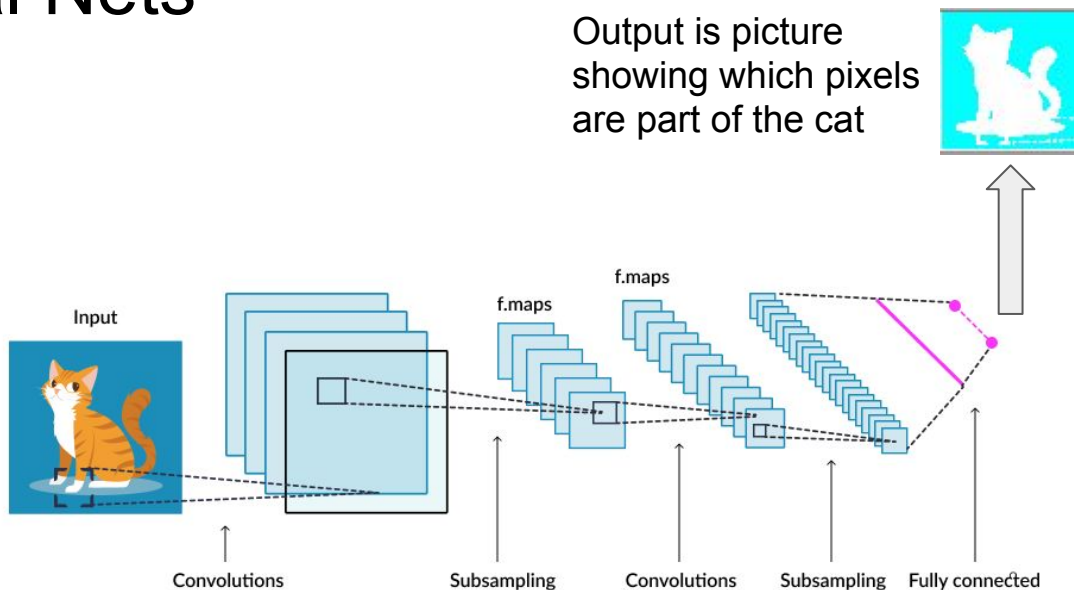 al Nets
Output is picture
showing which pixels
are part of the cat
Input
f.maps
f.maps
Convolutions
Subsampling
Convolutions
Subsampling
Fully connected